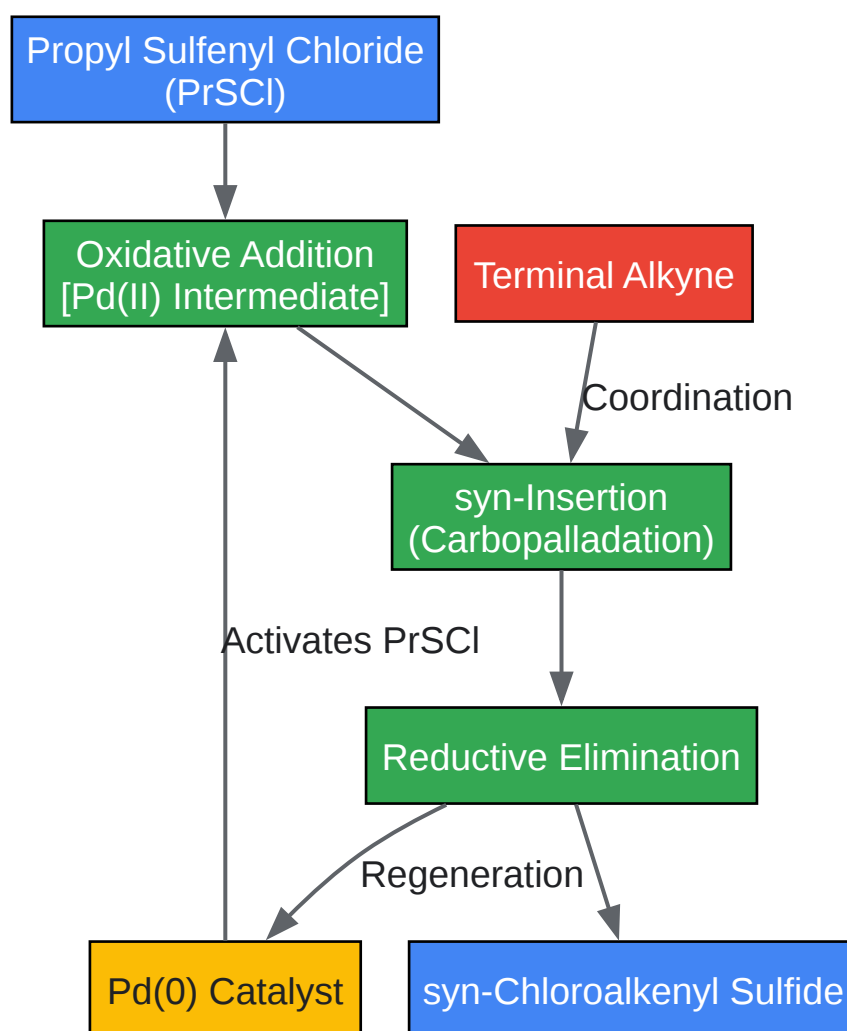 Propyl Sulfenyl Chloride
(PrSCl)
Oxidative Addition
[Pd(II) Intermediate]
Terminal Alkyne
Coordination
syn-Insertion
(Carbopalladation)
Activates PrSCl
Reductive Elimination
Regeneration
Pd(0) Catalyst
syn-Chloroalkenyl Sulfide